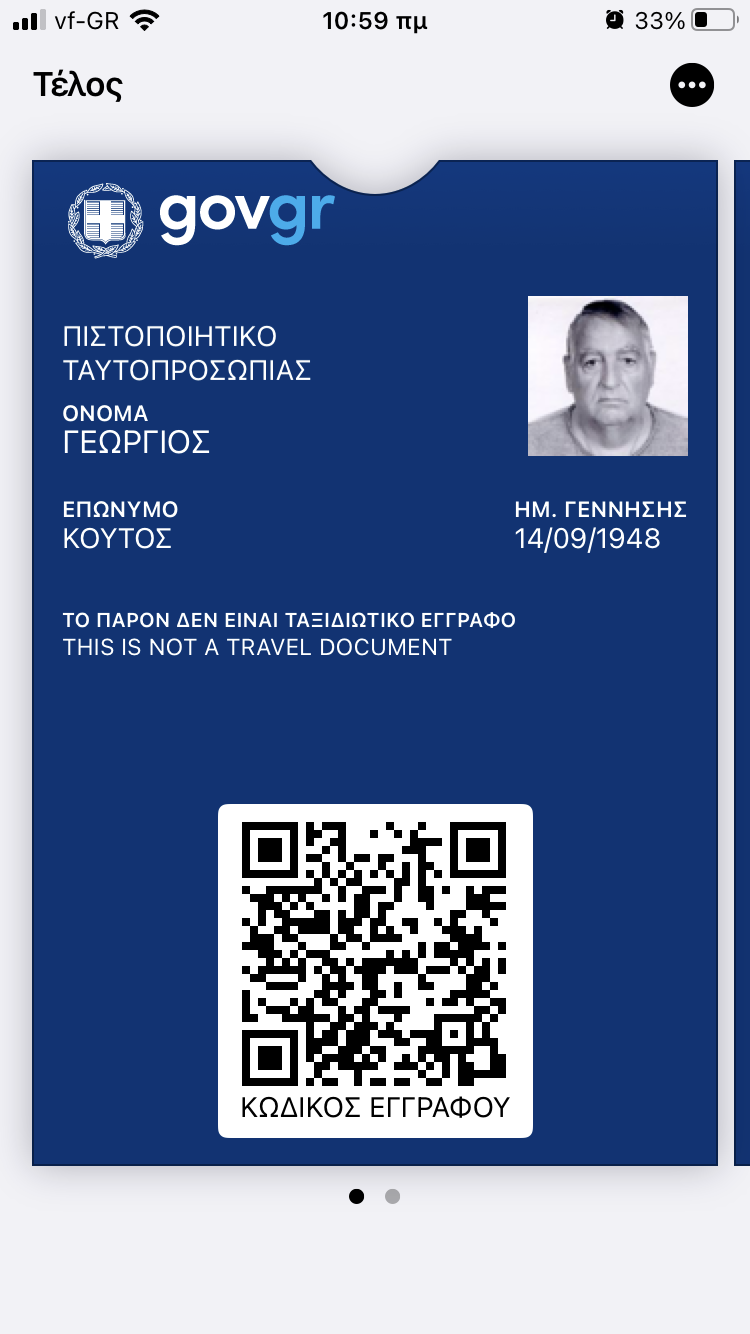 vf-GR 10:59 πμ 33%
Τέλος
govgr
ΠΙΣΤΟΠΟΙΗΤΙΚΟ
ΤΑΥΤΟΠΡΟΣΩΠΙΑΣ
ΟΝΟΜΑ
ΓΕΩΡΓΙΟΣ
ΕΠΩΝΥΜΟ
ΚΟΥΤΟΣ
ΗΜ. ΓΕΝΝΗΣΗΣ
14/09/1948
ΤΟ ΠΑΡΟΝ ΔΕΝ ΕΙΝΑΙ ΤΑΞΙΔΙΩΤΙΚΟ ΕΓΓΡΑΦΟ
THIS IS NOT A TRAVEL DOCUMENT
ΚΩΔΙΚΟΣ ΕΓΓΡΑΦΟΥ